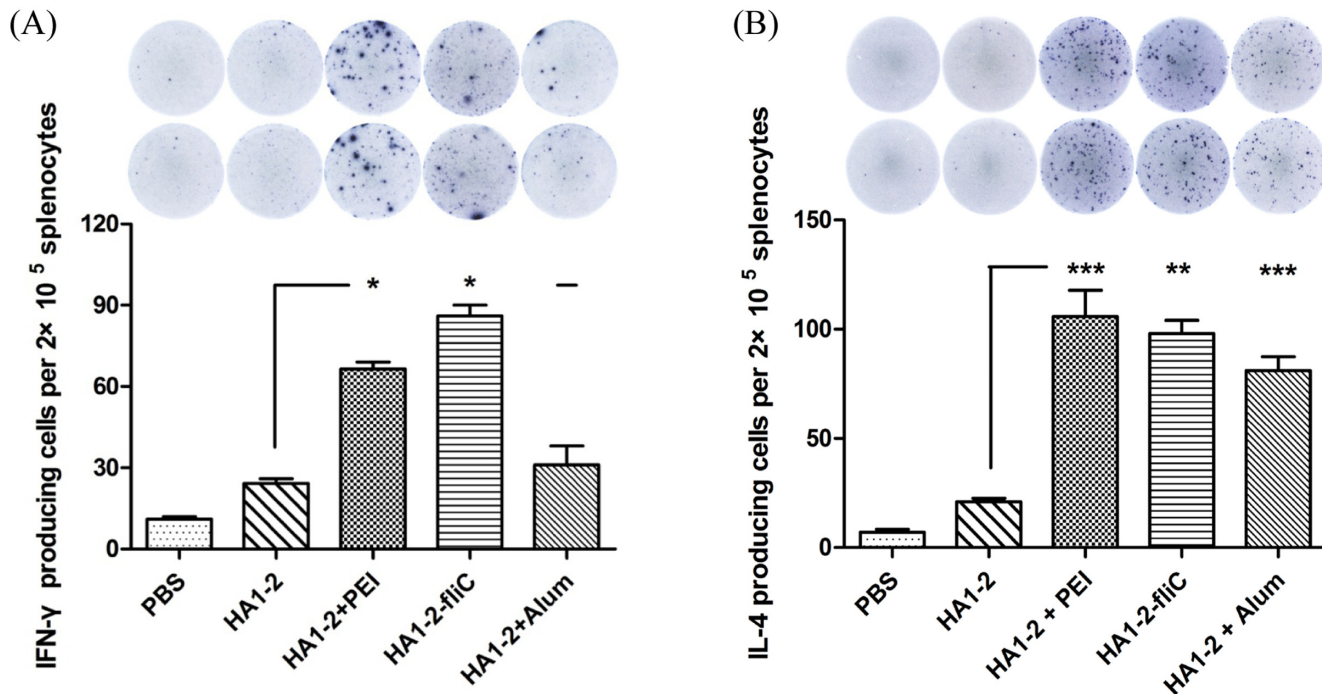 (A)
IFN-γ producing cells per 2× 10 5 splenocytes
120
90
60
30
0
* * –
PBS
HA1-2
HA1-2+PEI
HA1-2-fliC
HA1-2+Alum
(B)
IL-4 producing cells per 2× 10 5 splenocytes
150
100
50
0
*** ** ***
PBS
HA1-2
HA1-2 + PEI
HA1-2-fliC
HA1-2 + Alum